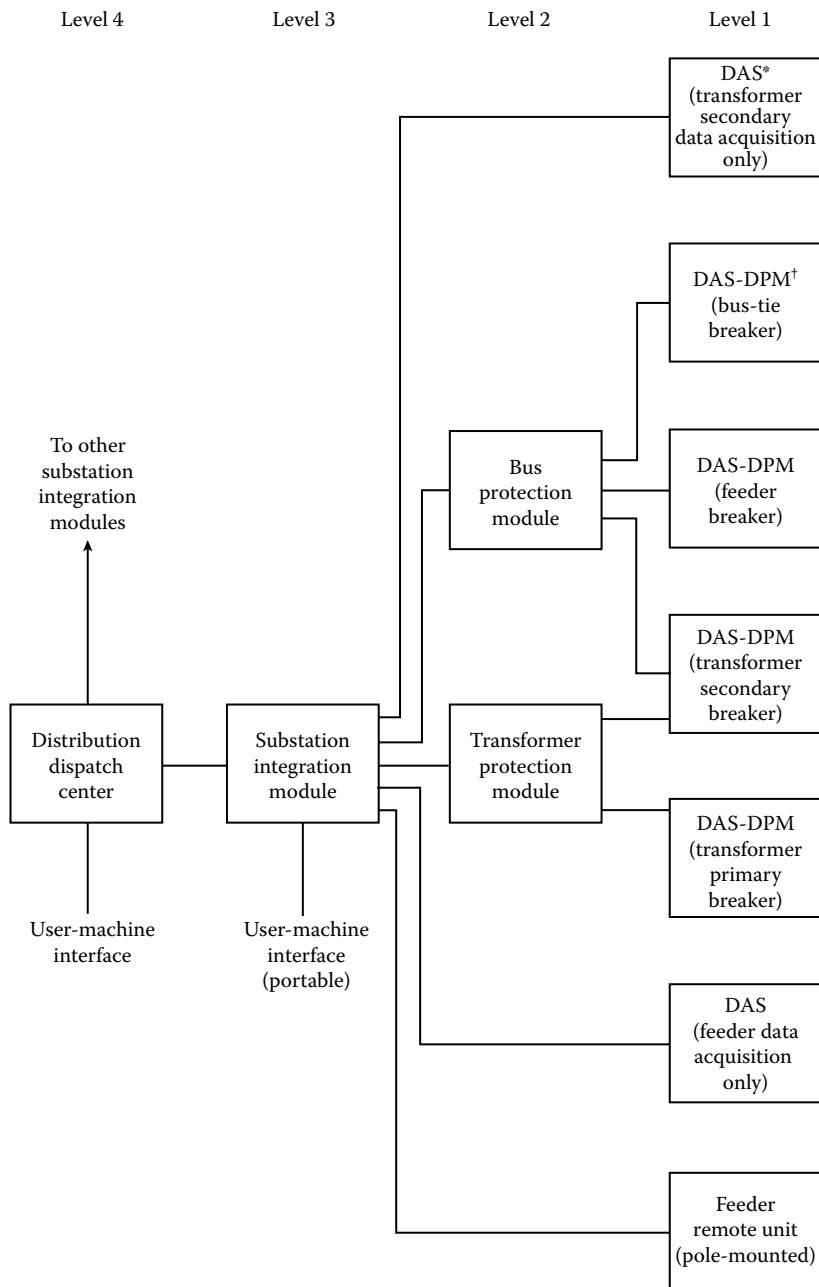 Level 4
Level 3
Level 2
Level 1
DAS*
(transformer
secondary
data acquisition
only)
DAS-DPM†
(bus-tie
breaker)
To other
substation
integration
modules
Bus
protection
module
DAS-DPM
(feeder
breaker)
DAS-DPM
(transformer
secondary
breaker)
Distribution
dispatch
center
Substation
integration
module
Transformer
protection
module
DAS-DPM
(transformer
primary
breaker)
User-machine
interface
User-machine
interface
(portable)
DAS
(feeder data
acquisition
only)
Feeder
remote unit
(pole-mounted)